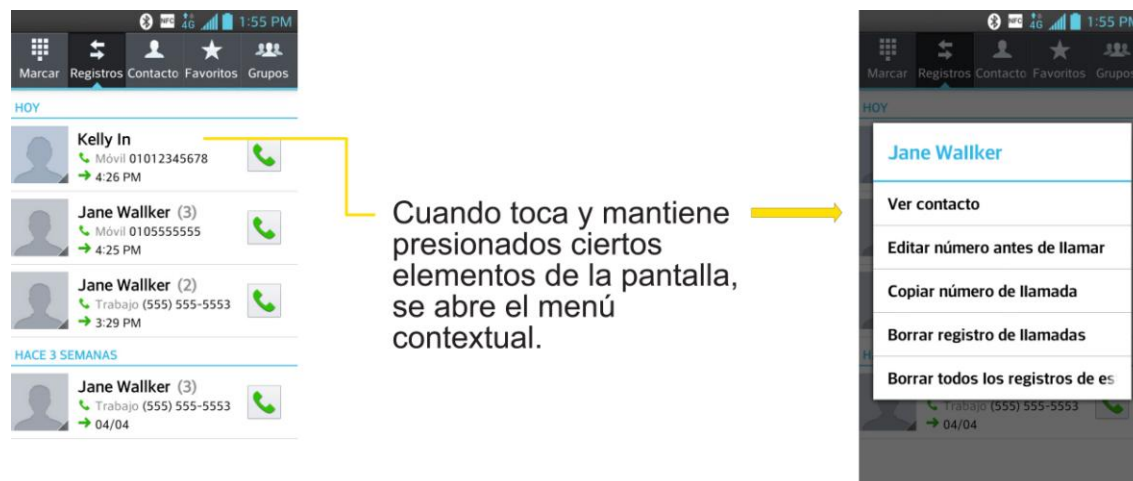 NFC 4G 1:55 PM
Marcar Registros Contacto Favoritos Grupos
HOY
Kelly In
Móvil 01012345678
4:26 PM
Jane Wallker (3)
Móvil 0105555555
4:25 PM
Jane Wallker (2)
Trabajo (555) 555-5553
3:29 PM
HACE 3 SEMANAS
Jane Wallker (3)
Trabajo (555) 555-5553
04/04
Cuando toca y mantiene
presionados ciertos
elementos de la pantalla,
se abre el menú
contextual.
NFC 4G 1:55 PM
Marcar Registros Contacto Favoritos Grupos
HOY
Jane Wallker
Ver contacto
Editar número antes de llamar
Copiar número de llamada
Borrar registro de llamadas
Borrar todos los registros de es
H
Trabajo (555) 555-5553
04/04